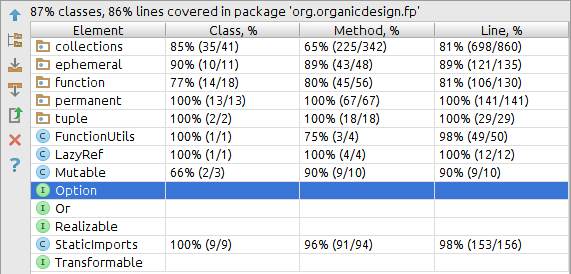 87% classes, 86% lines covered in package 'org.organicdesign.fp'
Element Class, % Method, % Line, %
collections 85% (35/41) 65% (225/342) 81% (698/860)
ephemeral 90% (10/11) 89% (43/48) 89% (121/135)
function 77% (14/18) 80% (45/56) 81% (106/130)
permanent 100% (13/13) 100% (67/67) 100% (141/141)
tuple 100% (2/2) 100% (18/18) 100% (29/29)
C FunctionUtils 100% (1/1) 75% (3/4) 98% (49/50)
C LazyRef 100% (1/1) 100% (4/4) 100% (12/12)
C Mutable 66% (2/3) 90% (9/10) 90% (9/10)
I Option
I Or
I Realizable
C StaticImports 100% (9/9) 96% (91/94) 98% (153/156)
I Transformable